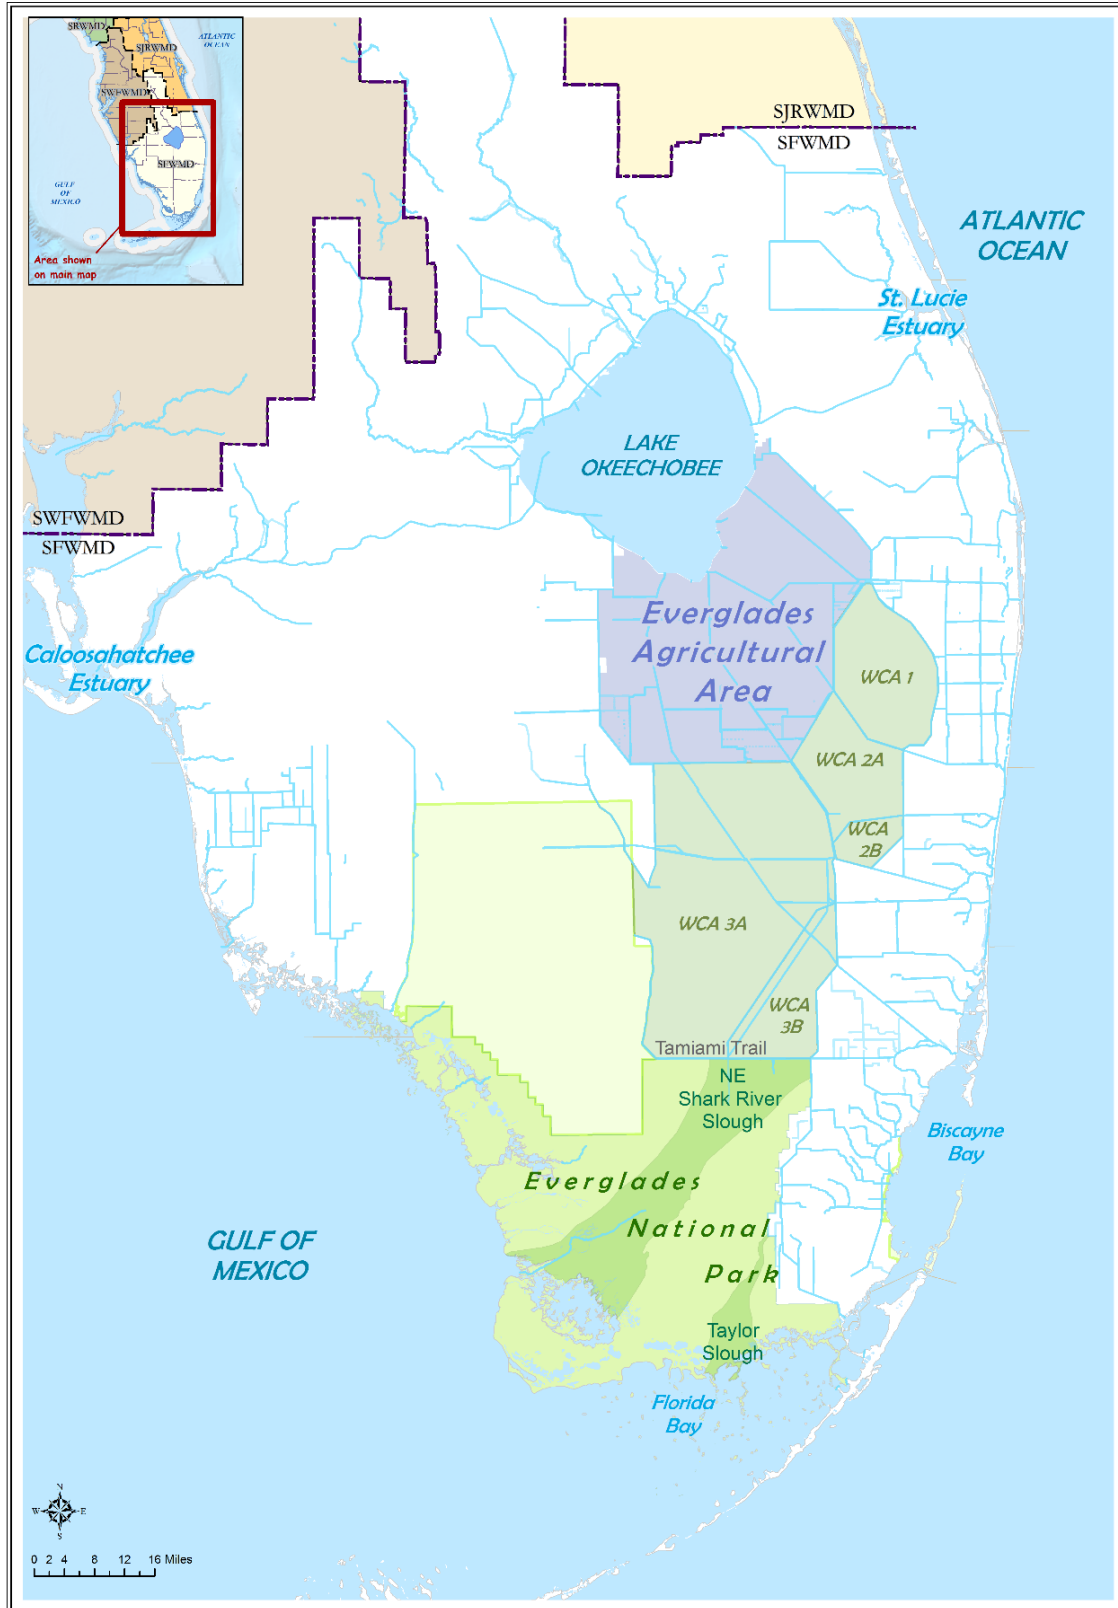 SRWMD
SJRWMD
ATLANTIC
OCEAN
SWFWMD
SFWMD
GULF
OF
MEXICO
Area shown
on main map
SJRWMD
SFWMD
ATLANTIC
OCEAN
St. Lucie
Estuary
LAKE
OKEECHOBEE
SWFWMD
SFWMD
Everglades
Agricultural
Area
Caloosahatchee
Estuary
WCA 1
WCA 2A
WCA
2B
WCA 3A
WCA
3B
Tamiami Trail
NE
Shark River
Slough
Biscayne
Bay
Everglades
National
Park
GULF OF
MEXICO
Taylor
Slough
Florida
Bay
N
W E
S
0 2 4 8 12 16 Miles